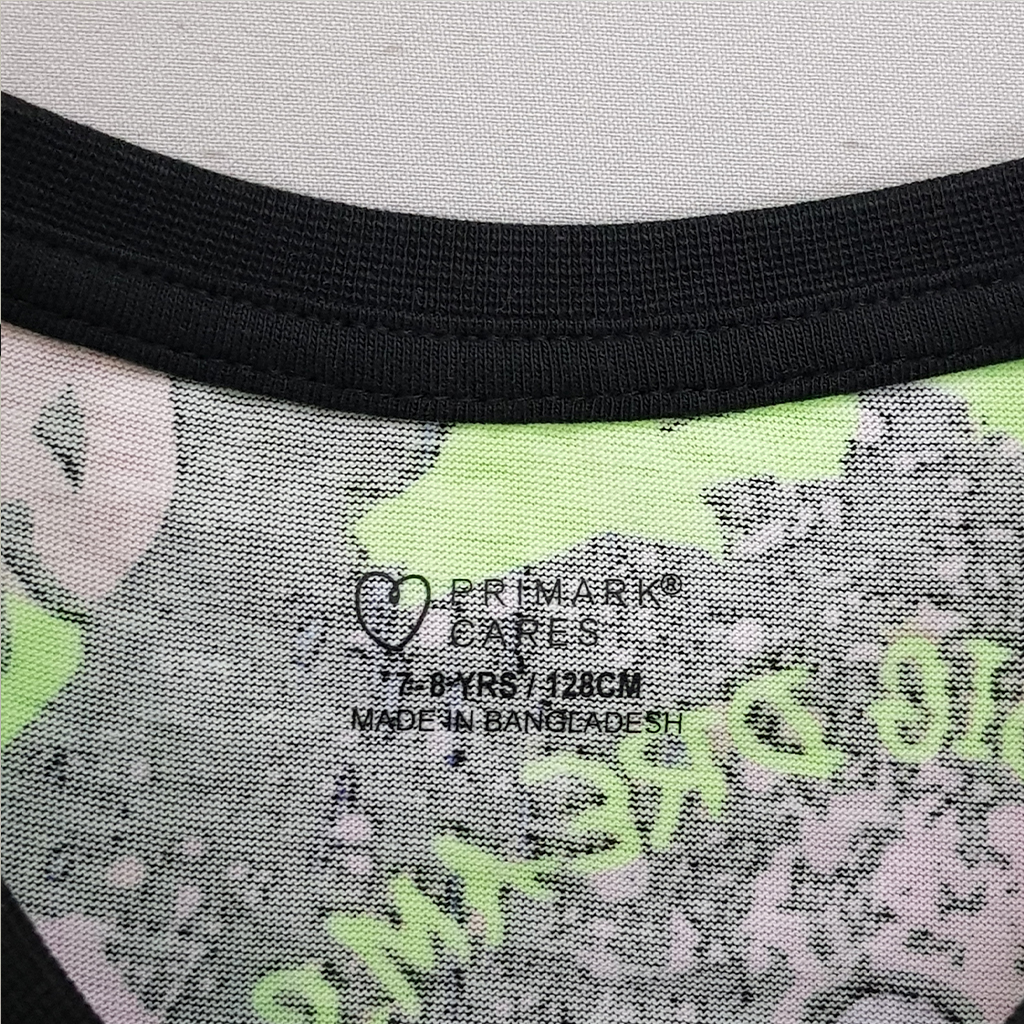 PRIMARK®
CARES
7-8 YRS / 128CM
MADE IN BANGLADESH